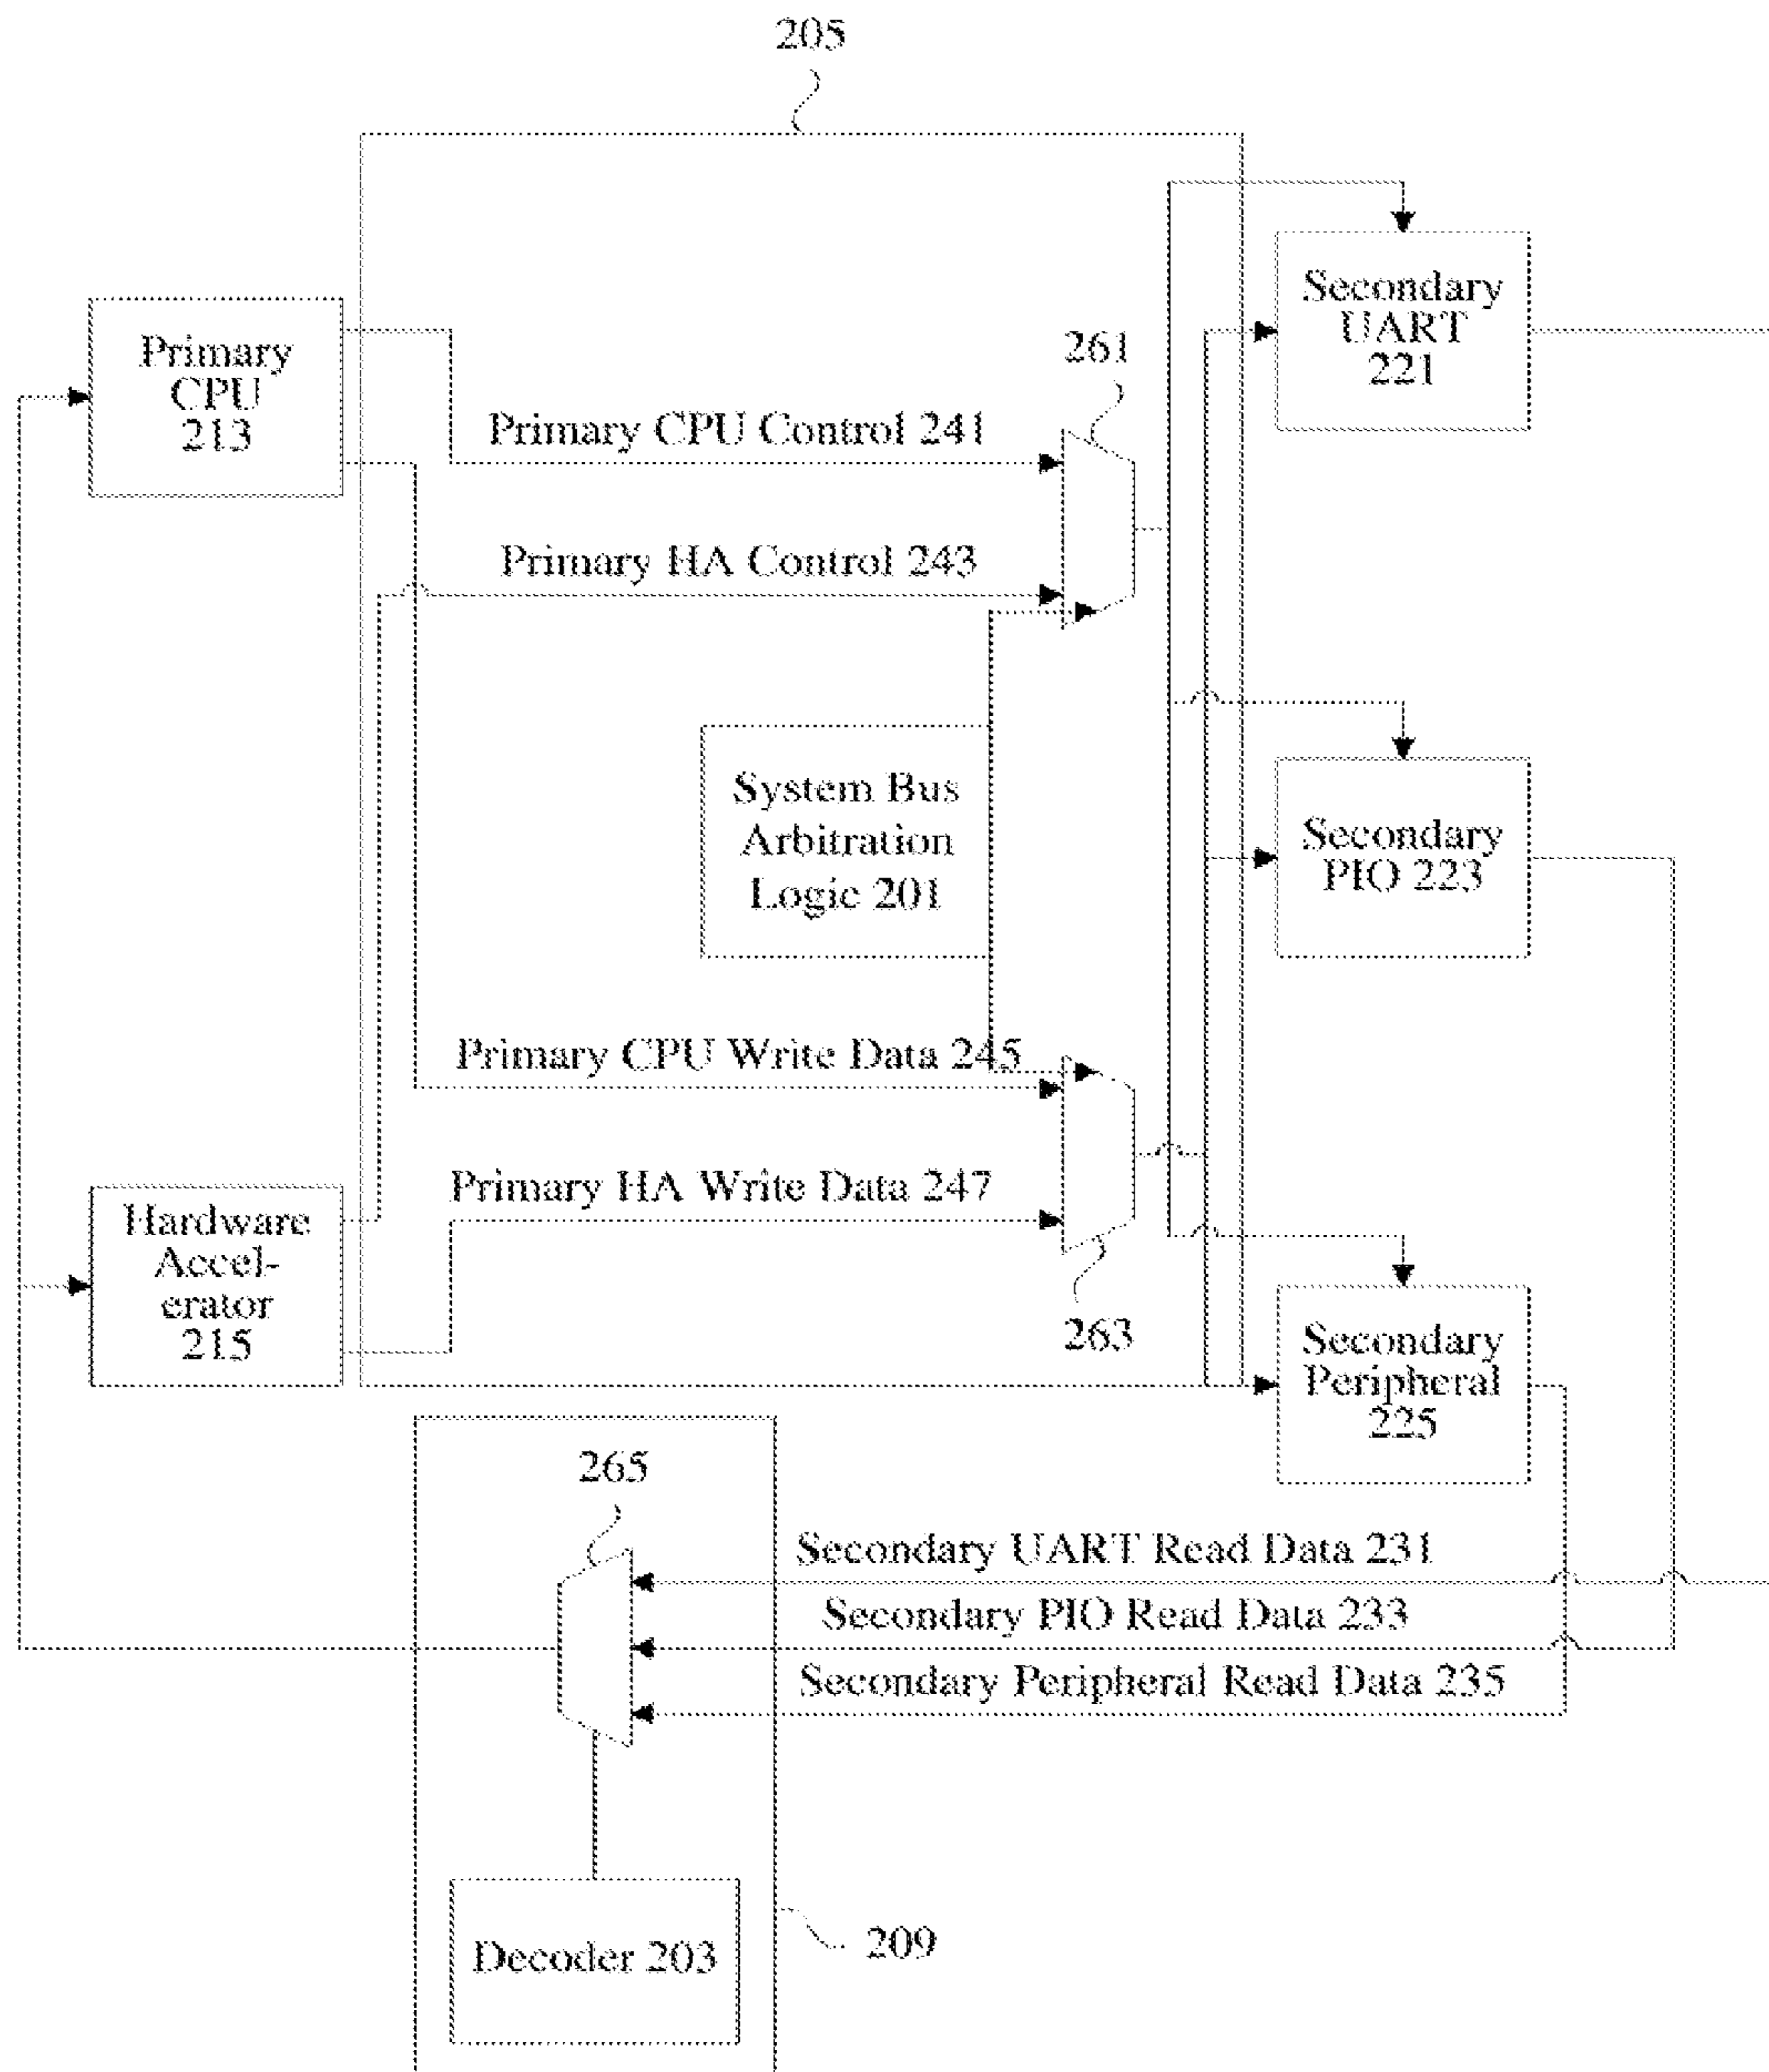 205
Primary
CPU
213
Secondary
UART
221
261
Primary CPU Control 241
Primary HA Control 243
System Bus
Arbitration
Logic 201
Secondary
PIO 223
Primary CPU Write Data 245
Primary HA Write Data 247
Hardware
Accel-
erator
215
263
Secondary
Peripheral
225
265
Secondary UART Read Data 231
Secondary PIO Read Data 233
Secondary Peripheral Read Data 235
Decoder 203
209